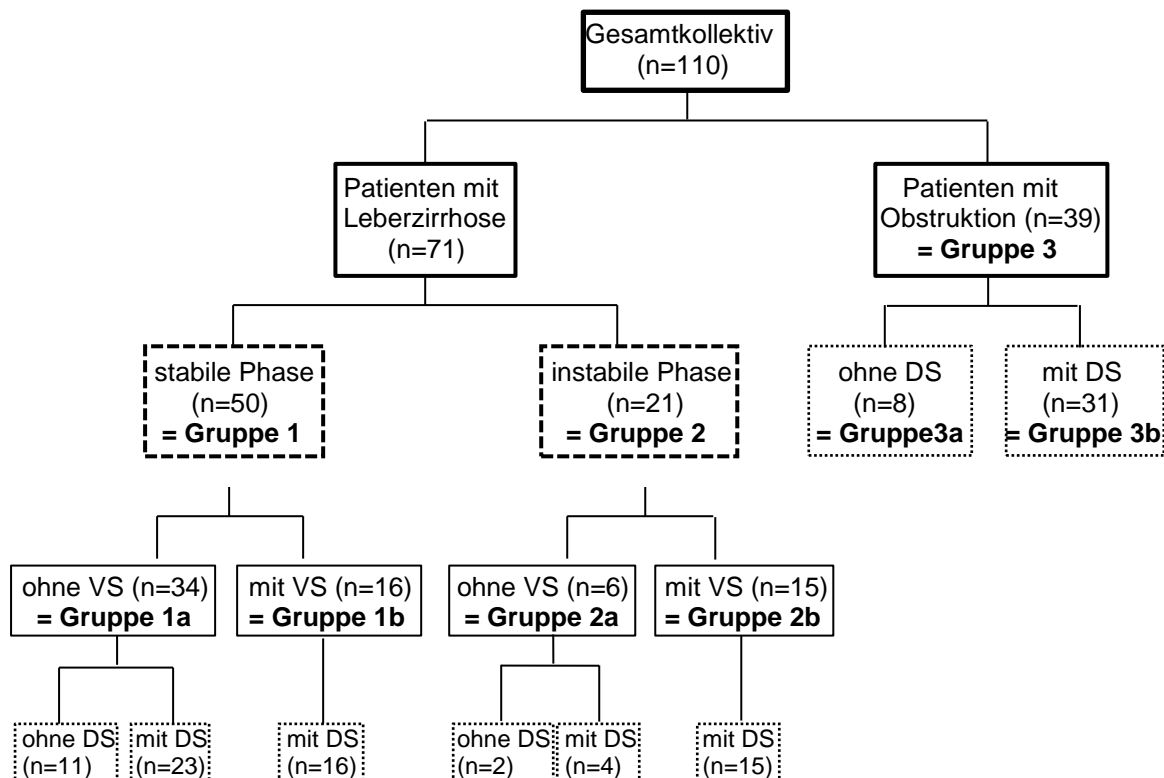 Gesamtkollektiv
(n=110)
Patienten mit
Leberzirrhose
(n=71)
Patienten mit
Obstruktion (n=39)
= Gruppe 3
stabile Phase
(n=50)
= Gruppe 1
instabile Phase
(n=21)
= Gruppe 2
ohne DS
(n=8)
= Gruppe3a
mit DS
(n=31)
= Gruppe 3b
ohne VS (n=34)
= Gruppe 1a
mit VS (n=16)
= Gruppe 1b
ohne VS (n=6)
= Gruppe 2a
mit VS (n=15)
= Gruppe 2b
ohne DS
(n=11)
mit DS
(n=23)
mit DS
(n=16)
ohne DS
(n=2)
mit DS
(n=4)
mit DS
(n=15)